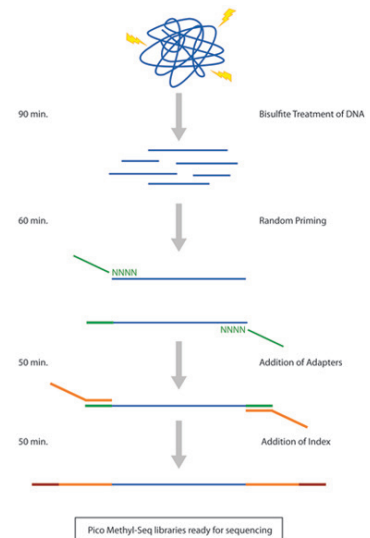 90 min. Bisulfite Treatment of DNA
60 min. Random Priming
NNNN
NNNN
50 min. Addition of Adapters
50 min. Addition of Index
Pico Methyl-Seq libraries ready for sequencing